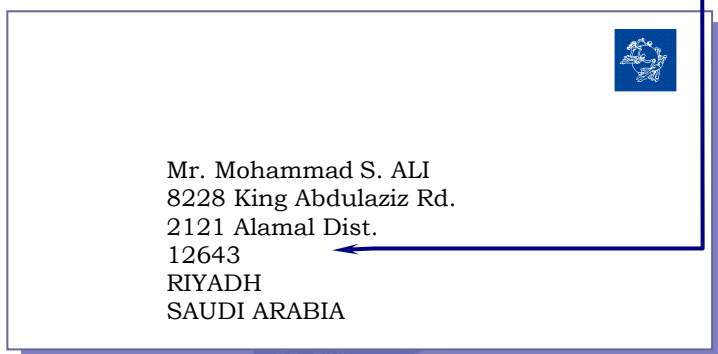 Mr. Mohammad S. ALI
8228 King Abdulaziz Rd.
2121 Alamal Dist.
12643
RIYADH
SAUDI ARABIA